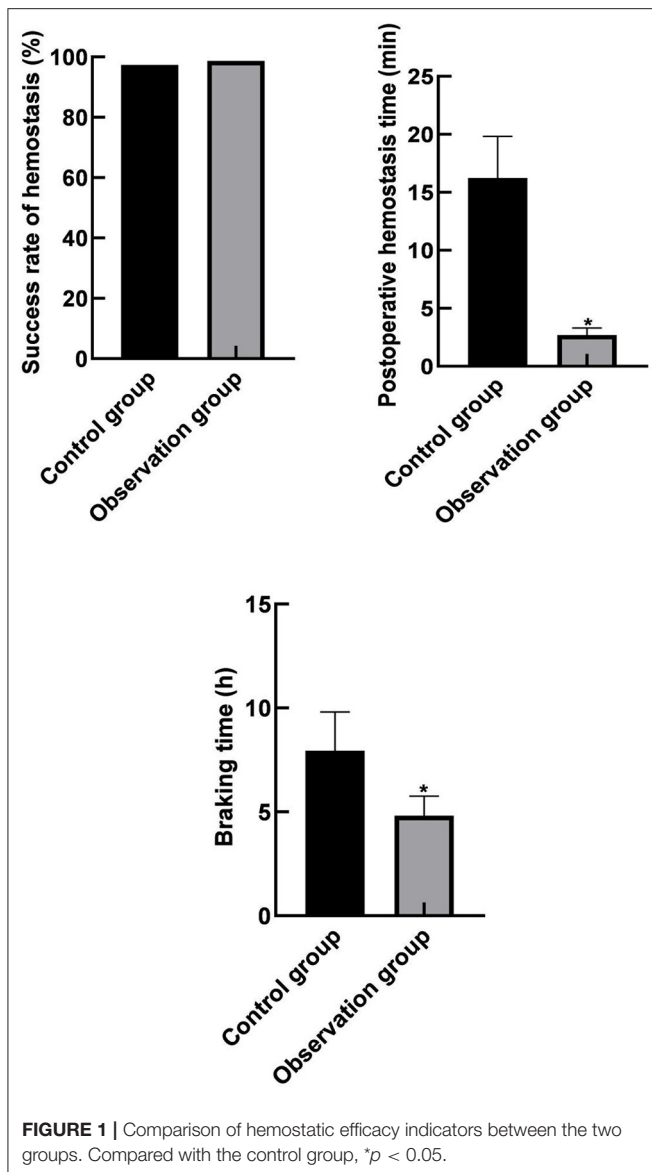 Success rate of hemostasis (%)
100
80
60
40
20
0
Control group
Observation group
Postoperative hemostasis time (min)
25
20
15
10
5
0
*
Control group
Observation group
Braking time (h)
15
10
5
0
*
Control group
Observation group
FIGURE 1 | Comparison of hemostatic efficacy indicators between the two
groups. Compared with the control group, *p < 0.05.